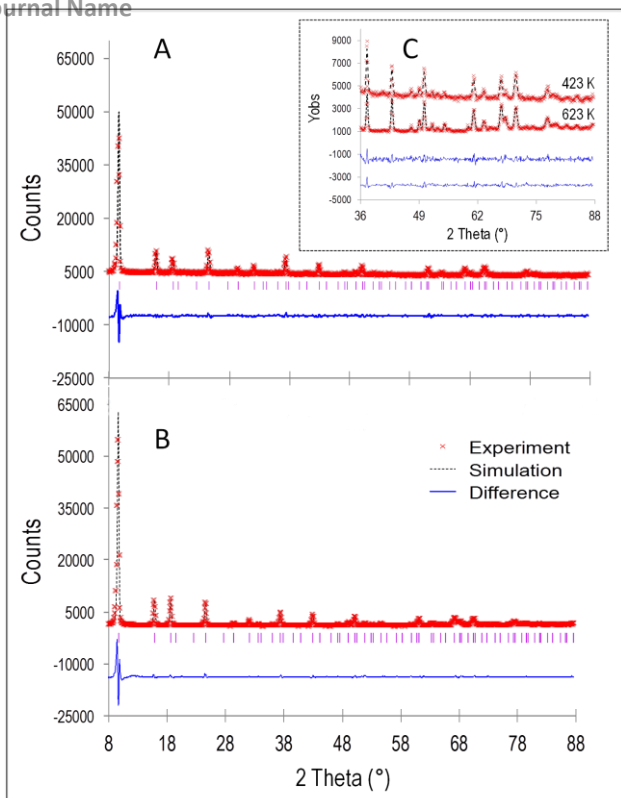 ournal Name
A
65000
50000
35000
20000
5000
-10000
-25000
Counts
C
9000
7000
5000
3000
1000
-1000
-3000
-5000
Yobs
423 K
623 K
36 49 62 75 88
2 Theta (°)
B
65000
50000
35000
20000
5000
-10000
-25000
Counts
Experiment
Simulation
Difference
8 18 28 38 48 58 68 78 88
2 Theta (°)